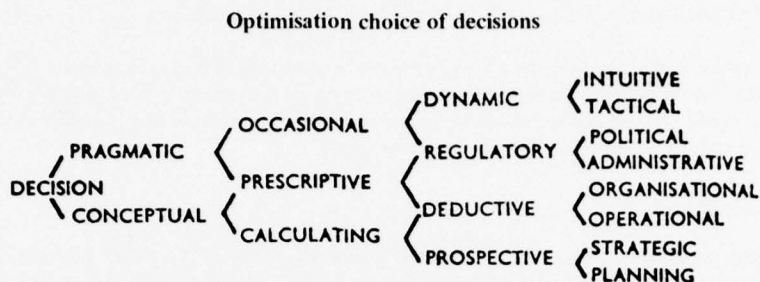 Optimisation choice of decisions
INTUITIVE
DYNAMIC
TACTICAL
OCCASIONAL
PRAGMATIC
REGULATORY
POLITICAL
ADMINISTRATIVE
DECISION
PRESCRIPTIVE
ORGANISATIONAL
CONCEPTUAL
DEDUCTIVE
OPERATIONAL
CALCULATING
STRATEGIC
PROSPECTIVE
PLANNING